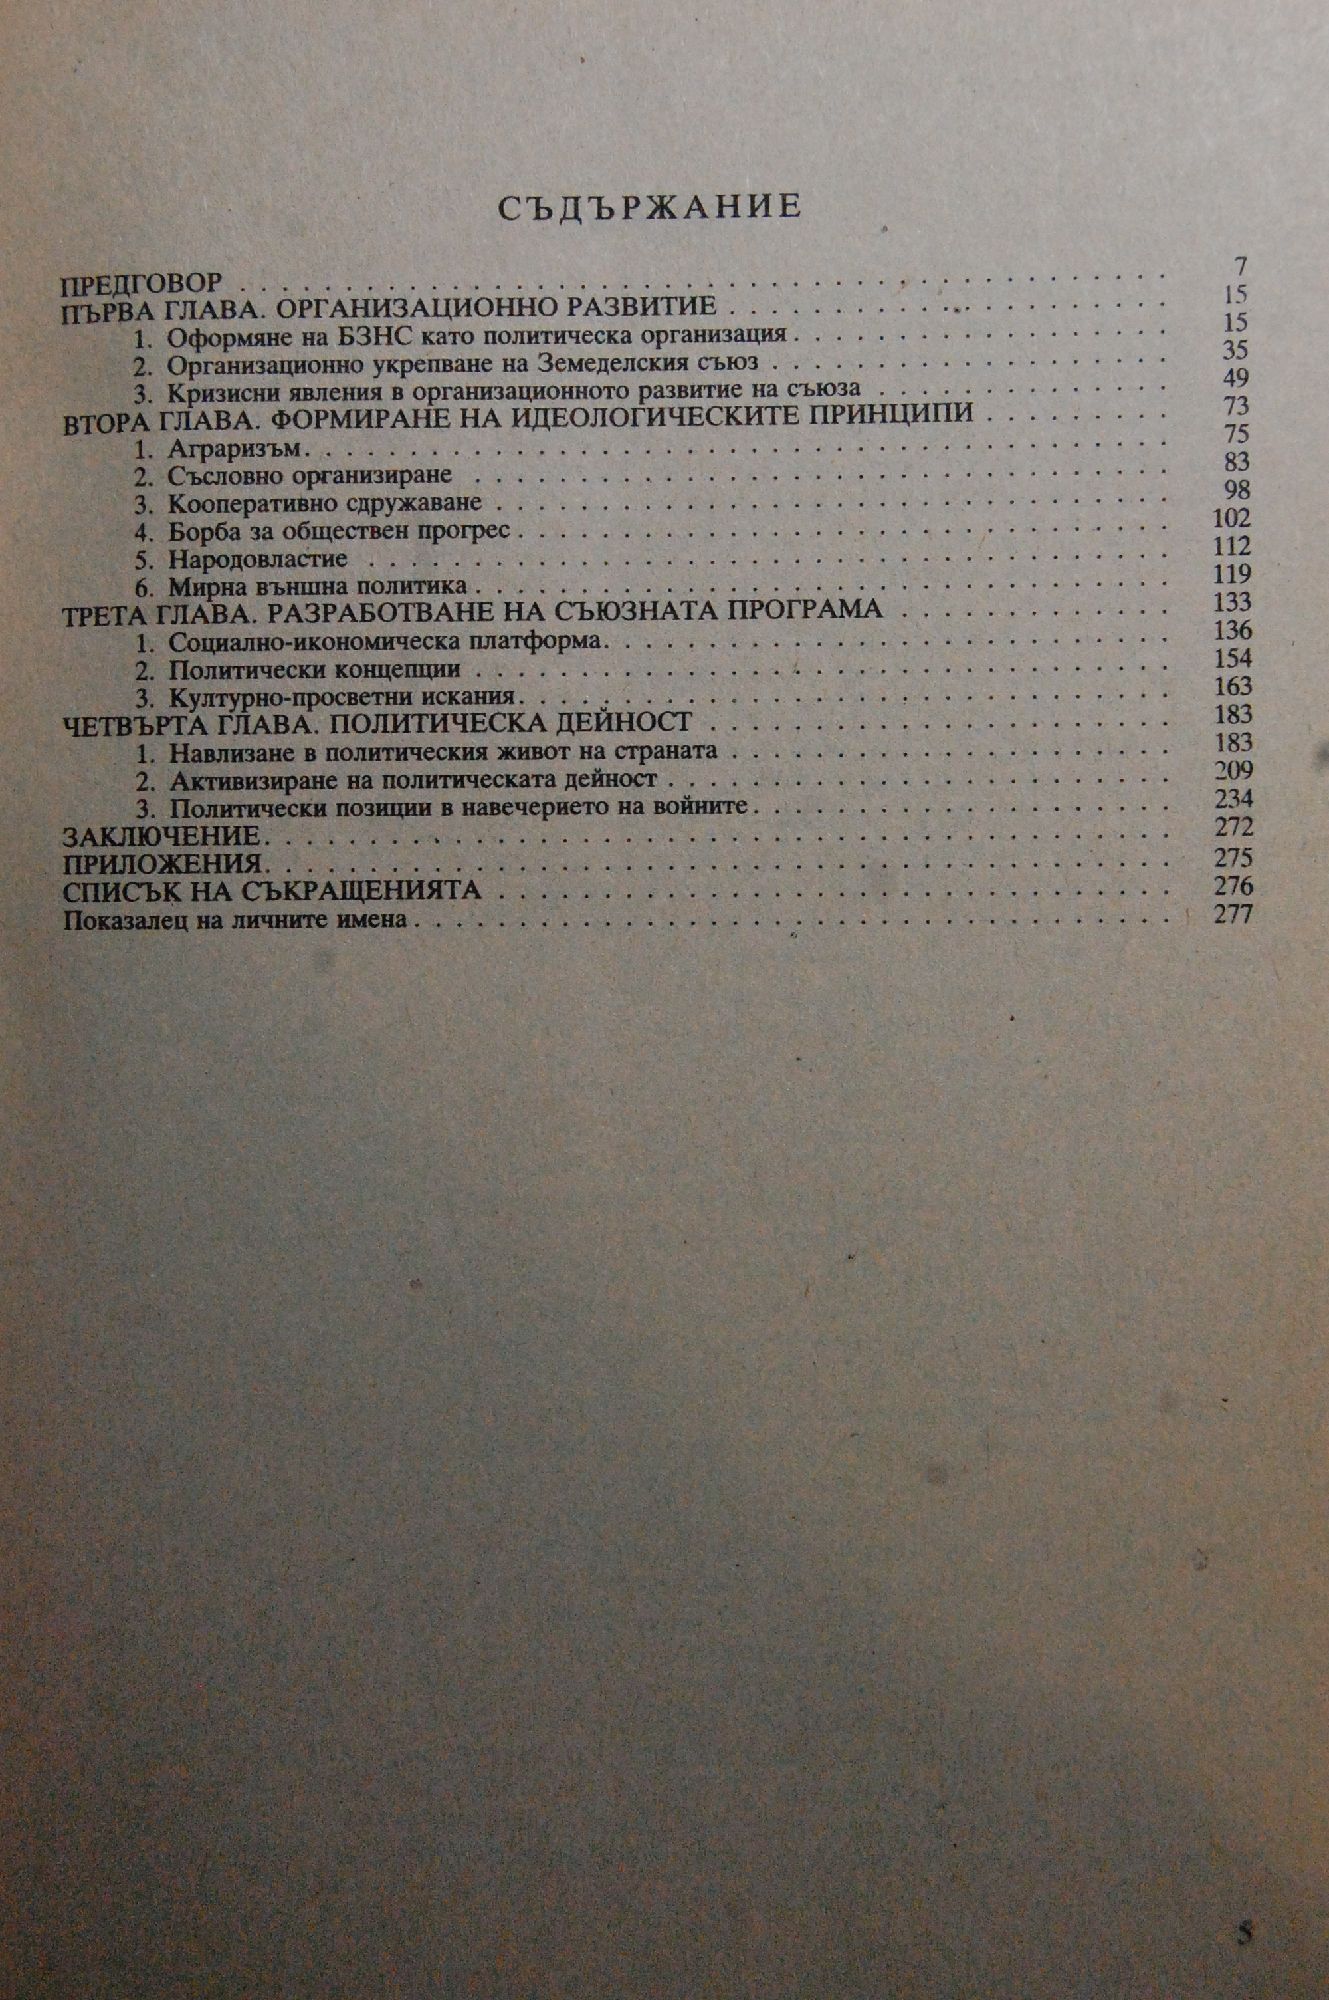 СЪДЪРЖАНИЕ
ПРЕДГОВОР . . . . . . . . . . 7
ПЪРВА ГЛАВА. ОРГАНИЗАЦИОННО РАЗВИТИЕ . . . . . . . . . . 15
1. Оформяне на БЗНС като политическа организация . . . . . . . . . . 15
2. Организационно укрепване на Земеделския съюз . . . . . . . . . . 35
3. Кризисни явления в организационното развитие на съюза . . . . . . . . . . 49
ВТОРА ГЛАВА. ФОРМИРАНЕ НА ИДЕОЛОГИЧЕСКИТЕ ПРИНЦИПИ . . . . . . . . . . 73
1. Аграризъм . . . . . . . . . . 75
2. Съсловно организиране . . . . . . . . . . 83
3. Кооперативно сдружаване . . . . . . . . . . 98
4. Борба за обществен прогрес . . . . . . . . . . 102
5. Народовластие . . . . . . . . . . 112
6. Мирна външна политика . . . . . . . . . . 119
ТРЕТА ГЛАВА. РАЗРАБОТВАНЕ НА СЪЮЗНАТА ПРОГРАМА . . . . . . . . . . 133
1. Социално-икономическа платформа . . . . . . . . . . 136
2. Политически концепции . . . . . . . . . . 154
3. Културно-просветни искания . . . . . . . . . . 163
ЧЕТВЪРТА ГЛАВА. ПОЛИТИЧЕСКА ДЕЙНОСТ . . . . . . . . . . 183
1. Навлизане в политическия живот на страната . . . . . . . . . . 183
2. Активизиране на политическата дейност . . . . . . . . . . 209
3. Политически позиции в навечерието на войните . . . . . . . . . . 234
ЗАКЛЮЧЕНИЕ . . . . . . . . . . 272
ПРИЛОЖЕНИЯ . . . . . . . . . . 275
СПИСЪК НА СЪКРАЩЕНИЯТА . . . . . . . . . . 276
Показалец на личните имена . . . . . . . . . . 277
5